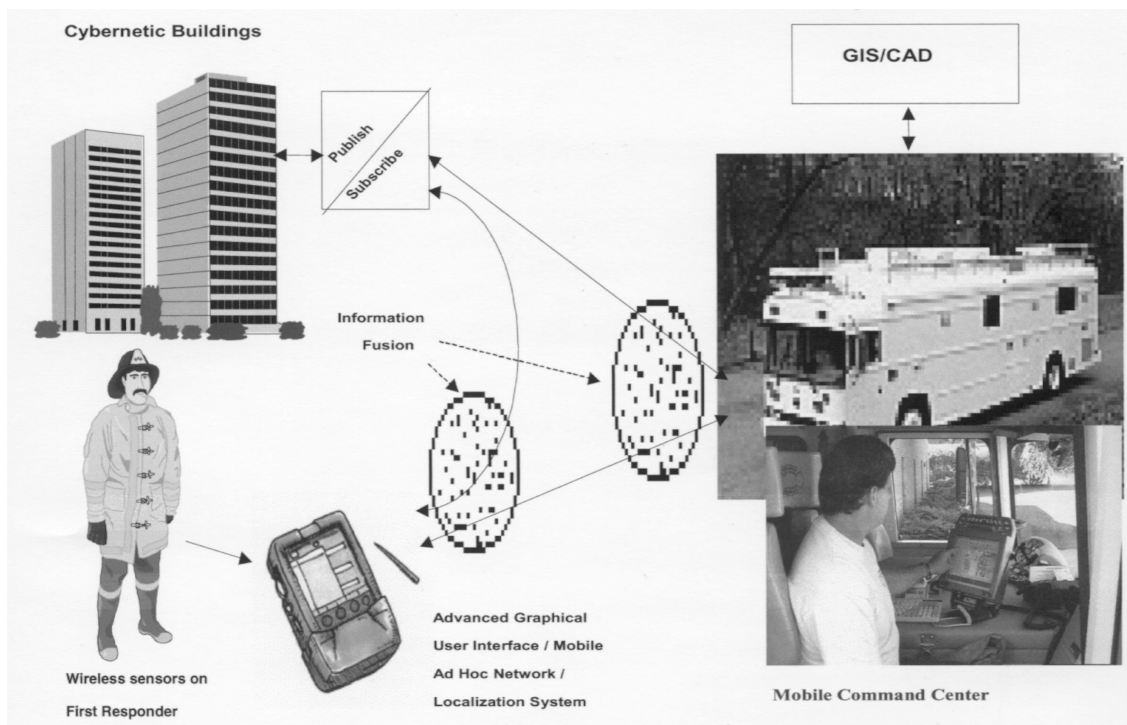 Cybernetic Buildings
GIS/CAD
Publish
Subscribe
Information
Fusion
Advanced Graphical
User Interface / Mobile
Ad Hoc Network /
Localization System
Wireless sensors on
First Responder
Mobile Command Center